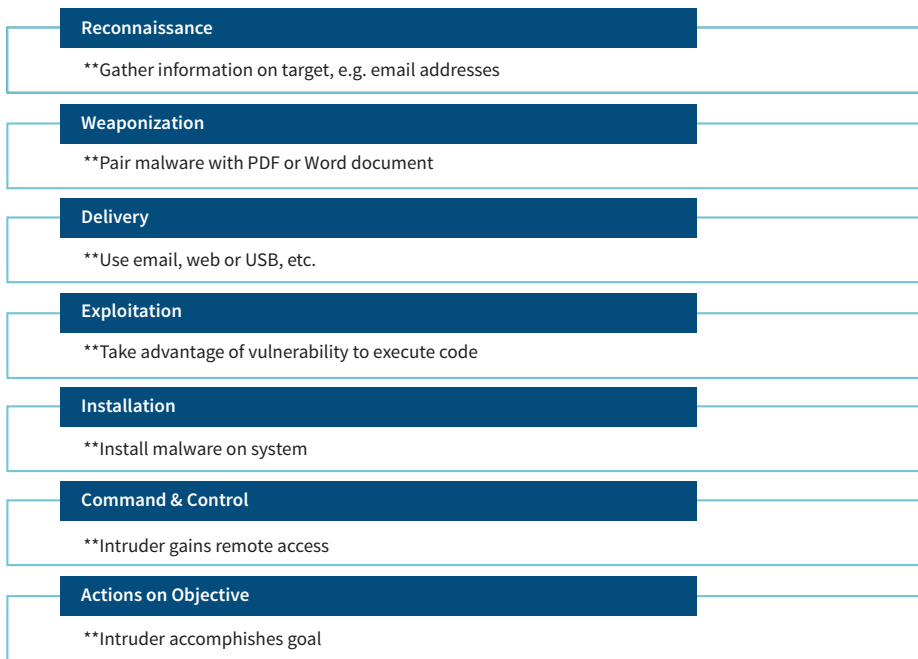 Reconnaissance
**Gather information on target, e.g. email addresses
Weaponization
**Pair malware with PDF or Word document
Delivery
**Use email, web or USB, etc.
Exploitation
**Take advantage of vulnerability to execute code
Installation
**Install malware on system
Command & Control
**Intruder gains remote access
Actions on Objective
**Intruder accomphishes goal